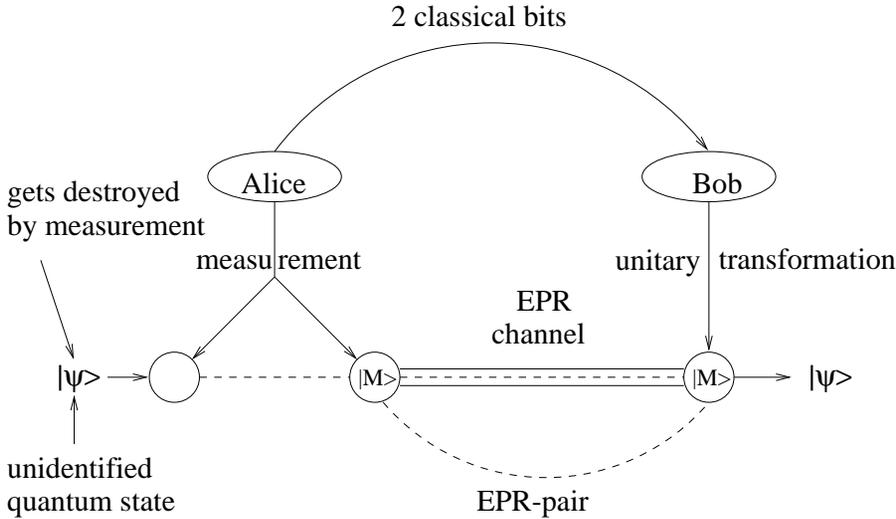 2 classical bits
Alice
Bob
gets destroyed
by measurement
measurement
unitary transformation
EPR
channel
|ψ>
|M>
|M>
|ψ>
unidentified
quantum state
EPR-pair